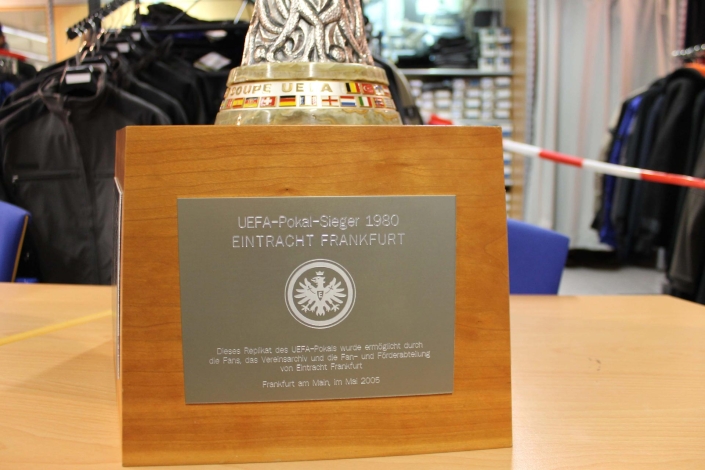 COUPE UEFA
UEFA-Pokal-Sieger 1980
EINTRACHT FRANKFURT
Dieses Replikat des UEFA-Pokals wurde ermöglicht durch
die Fans, das Vereinsarchiv und die Fan- und Förderabteilung
von Eintracht Frankfurt
Frankfurt am Main, im Mai 2005